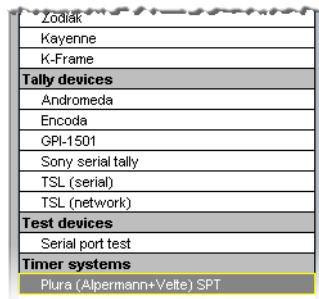 Zodiak
Kayenne
K-Frame
Tally devices
Andromeda
Encoda
GPI-1501
Sony serial tally
TSL (serial)
TSL (network)
Test devices
Serial port test
Timer systems
Plura (Alpermann+Velte) SPT